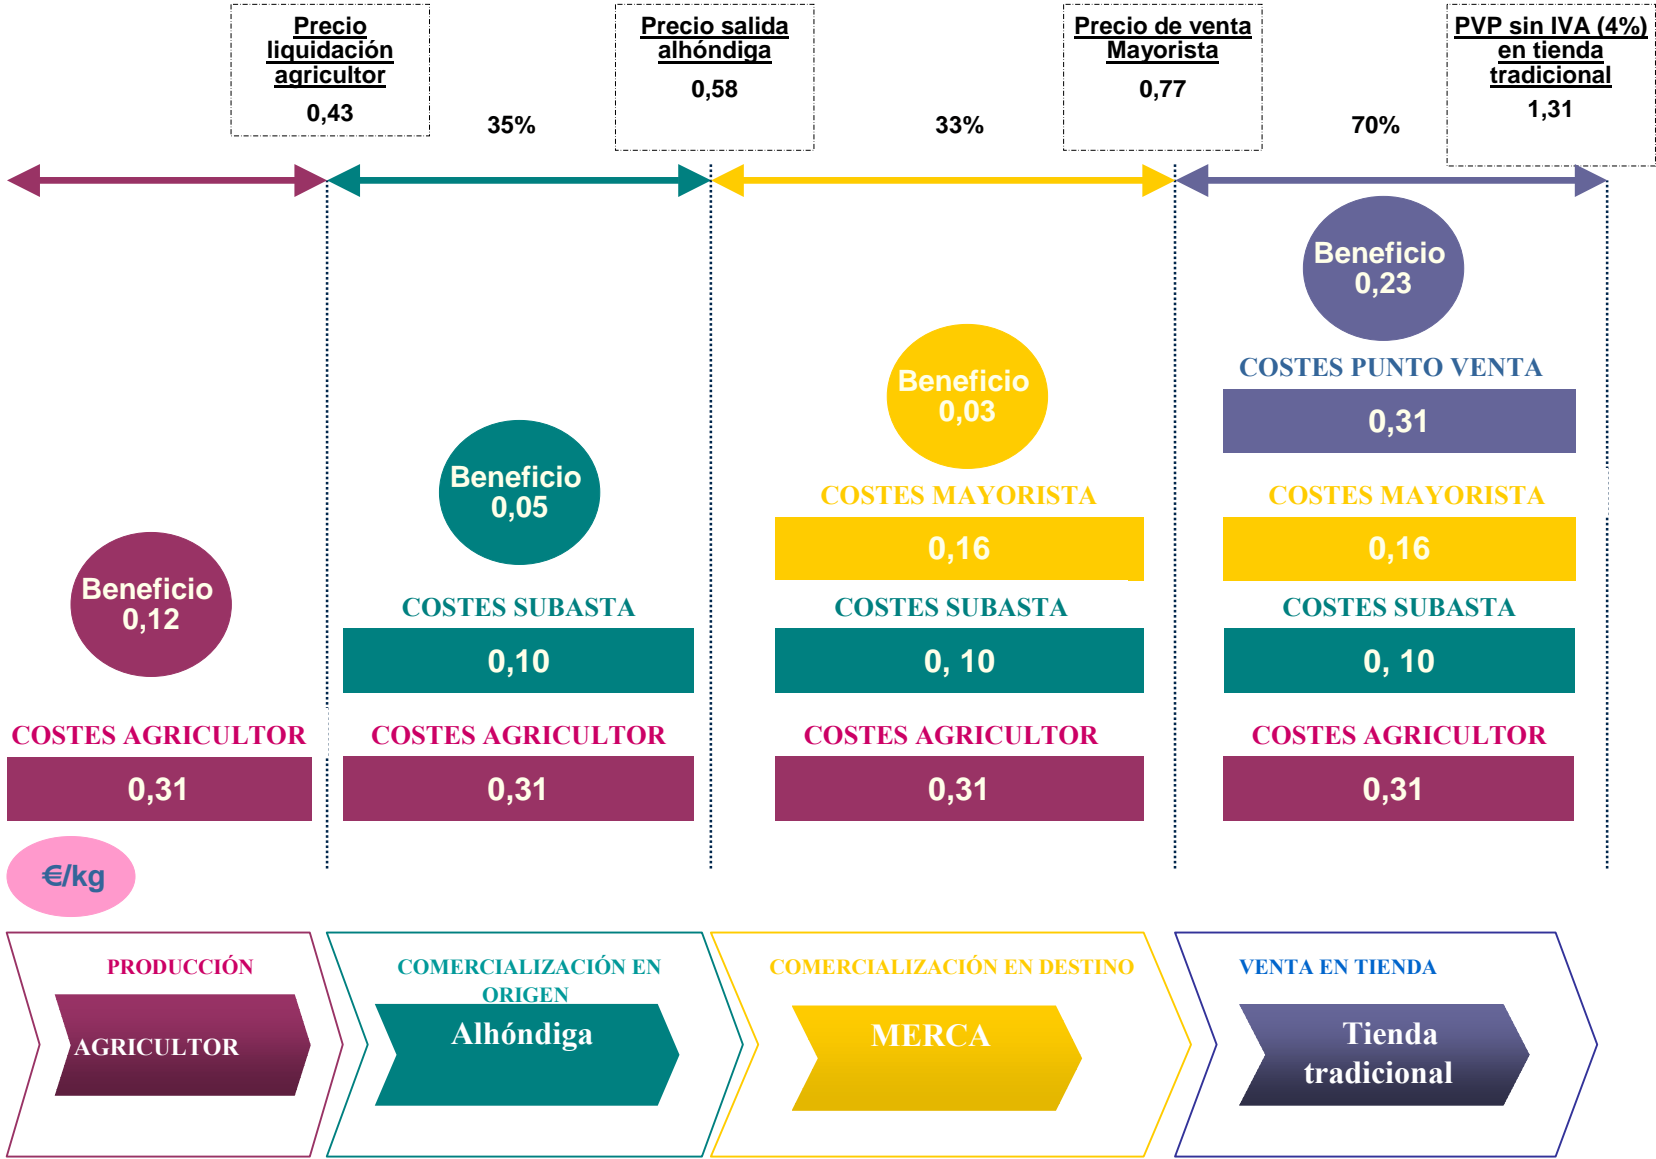 Precio
liquidación
agricultor
0,43
35%
Precio salida
alhóndiga
0,58
33%
Precio de venta
Mayorista
0,77
70%
PVP sin IVA (4%)
en tienda
tradicional
1,31
Beneficio
0,12
COSTES AGRICULTOR
0,31
Beneficio
0,05
COSTES SUBASTA
0,10
COSTES AGRICULTOR
0,31
Beneficio
0,03
COSTES MAYORISTA
0,16
COSTES SUBASTA
0, 10
COSTES AGRICULTOR
0,31
Beneficio
0,23
COSTES PUNTO VENTA
0,31
COSTES MAYORISTA
0,16
COSTES SUBASTA
0, 10
COSTES AGRICULTOR
0,31
€/kg
PRODUCCIÓN
AGRICULTOR
COMERCIALIZACIÓN EN
ORIGEN
Alhóndiga
COMERCIALIZACIÓN EN DESTINO
MERCA
VENTA EN TIENDA
Tienda
tradicional